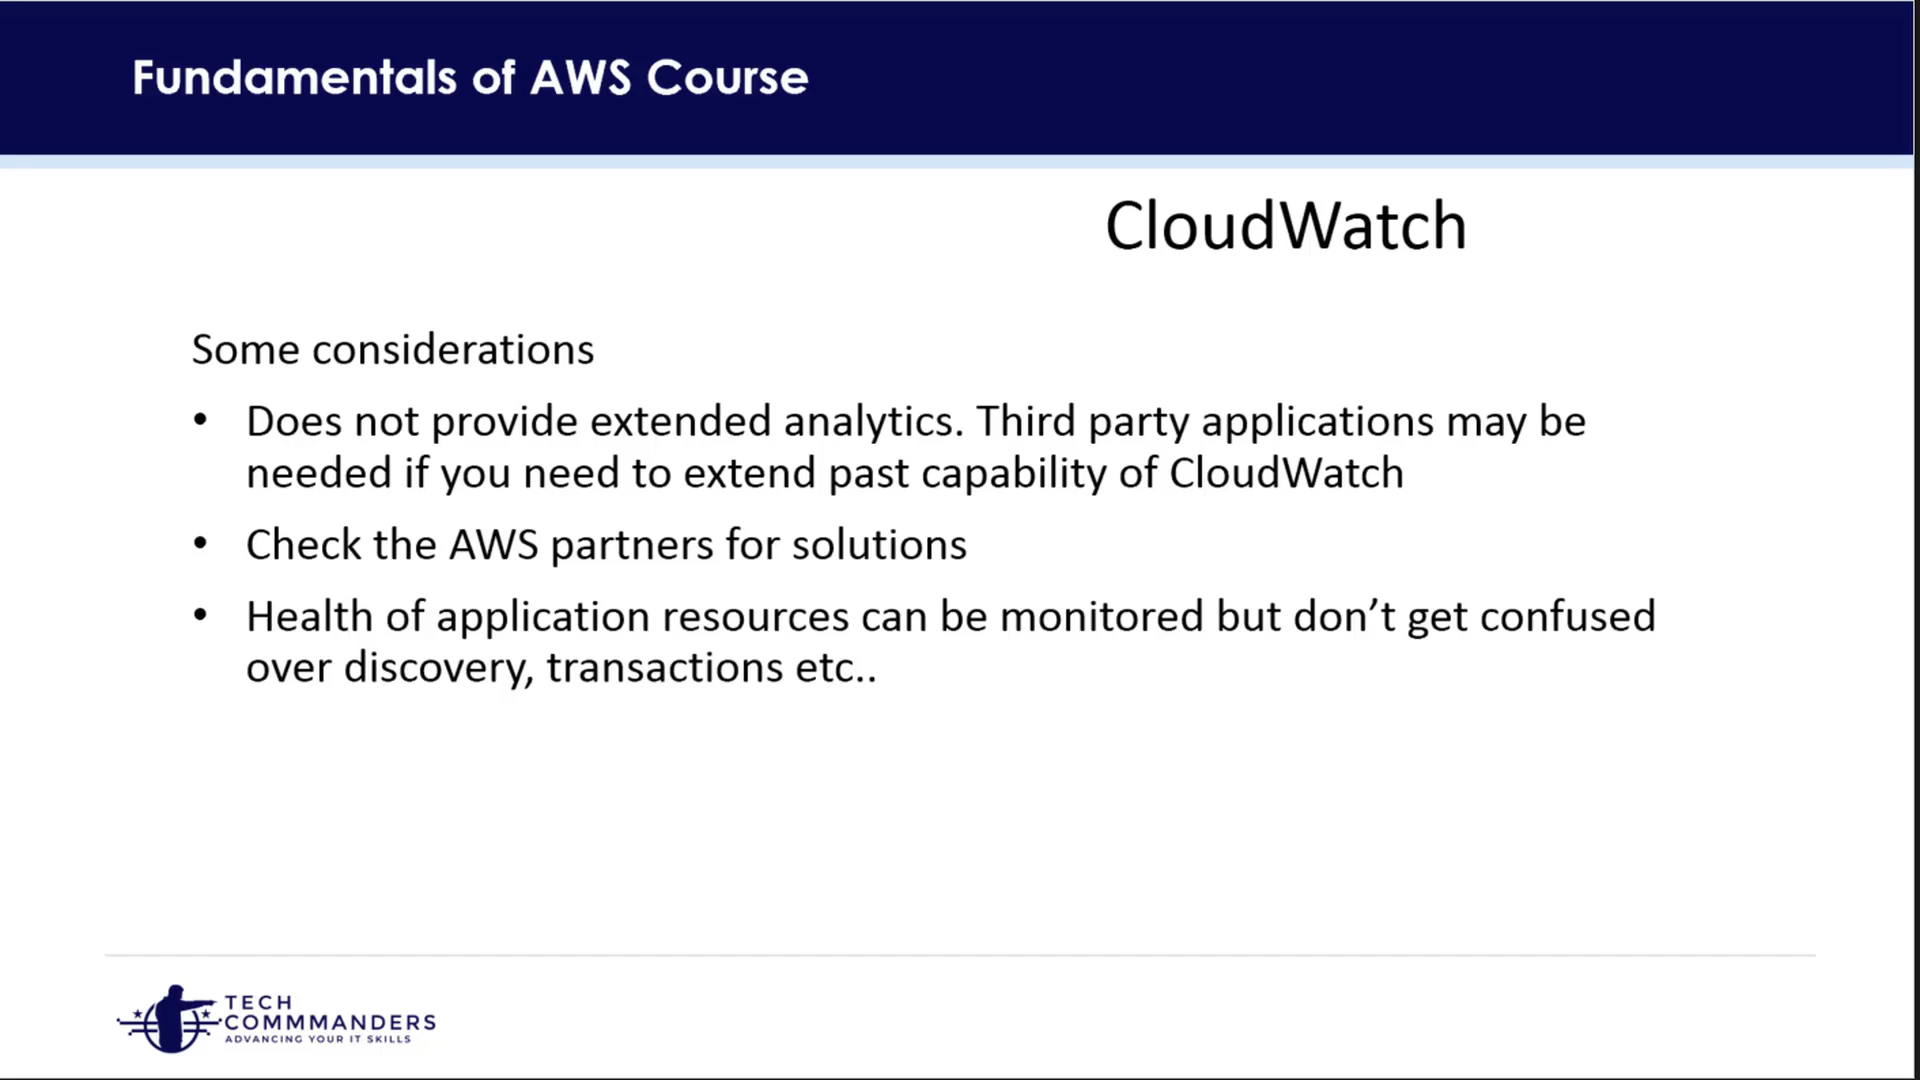 Fundamentals of AWS Course
CloudWatch
Some considerations
• Does not provide extended analytics. Third party applications may be
needed if you need to extend past capability of CloudWatch
• Check the AWS partners for solutions
• Health of application resources can be monitored but don’t get confused
over discovery, transactions etc..
TECH
COMMMANDERS
ADVANCING YOUR IT SKILLS